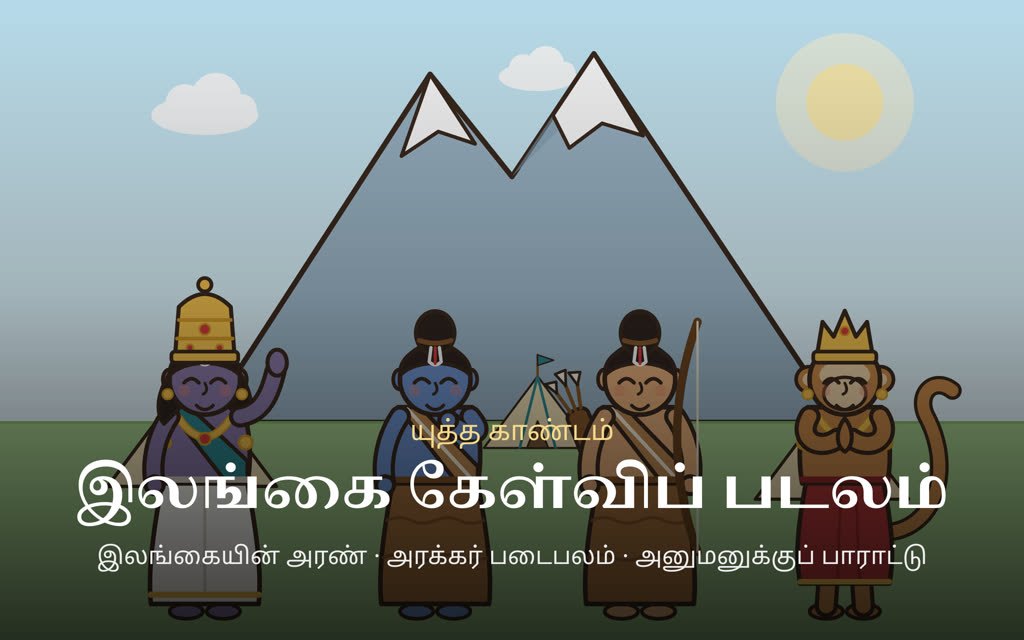 யுத்த காண்டம்
இலங்கை கேள்விப் படலம்
இலங்கையின் அரண் · அரக்கர் படைபலம் · அனுமனுக்குப் பாராட்டு